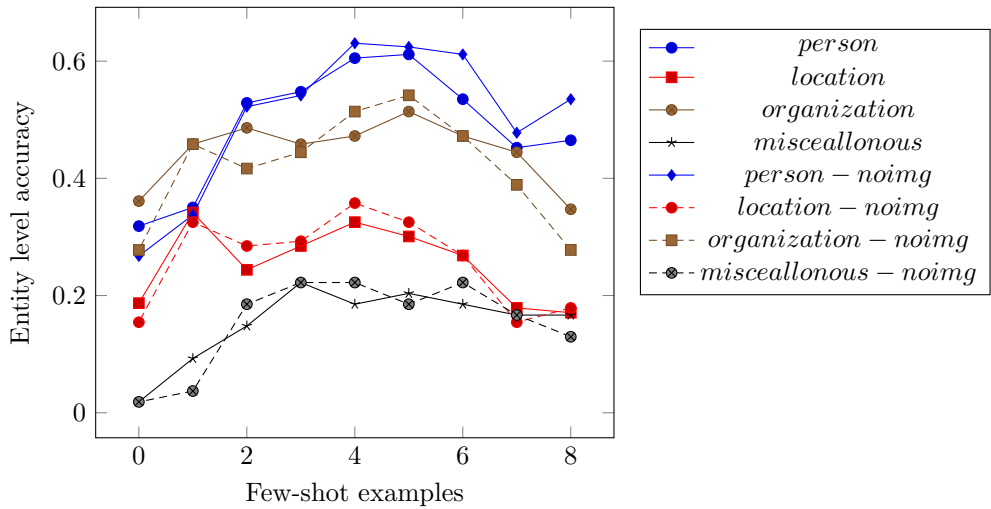 Entity level accuracy
0.6
0.4
0.2
0
0 2 4 6 8
Few-shot examples
person
location
organization
misceallonous
person − noimg
location − noimg
organization − noimg
misceallonous − noimg